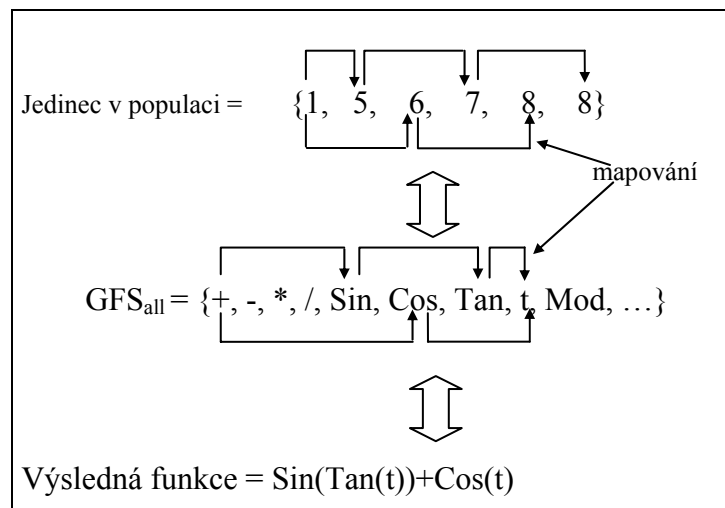 Jedinec v populaci = {1, 5, 6, 7, 8, 8}
mapování
GFSall = {+, -, *, /, Sin, Cos, Tan, t, Mod, …}
Výsledná funkce = Sin(Tan(t))+Cos(t)